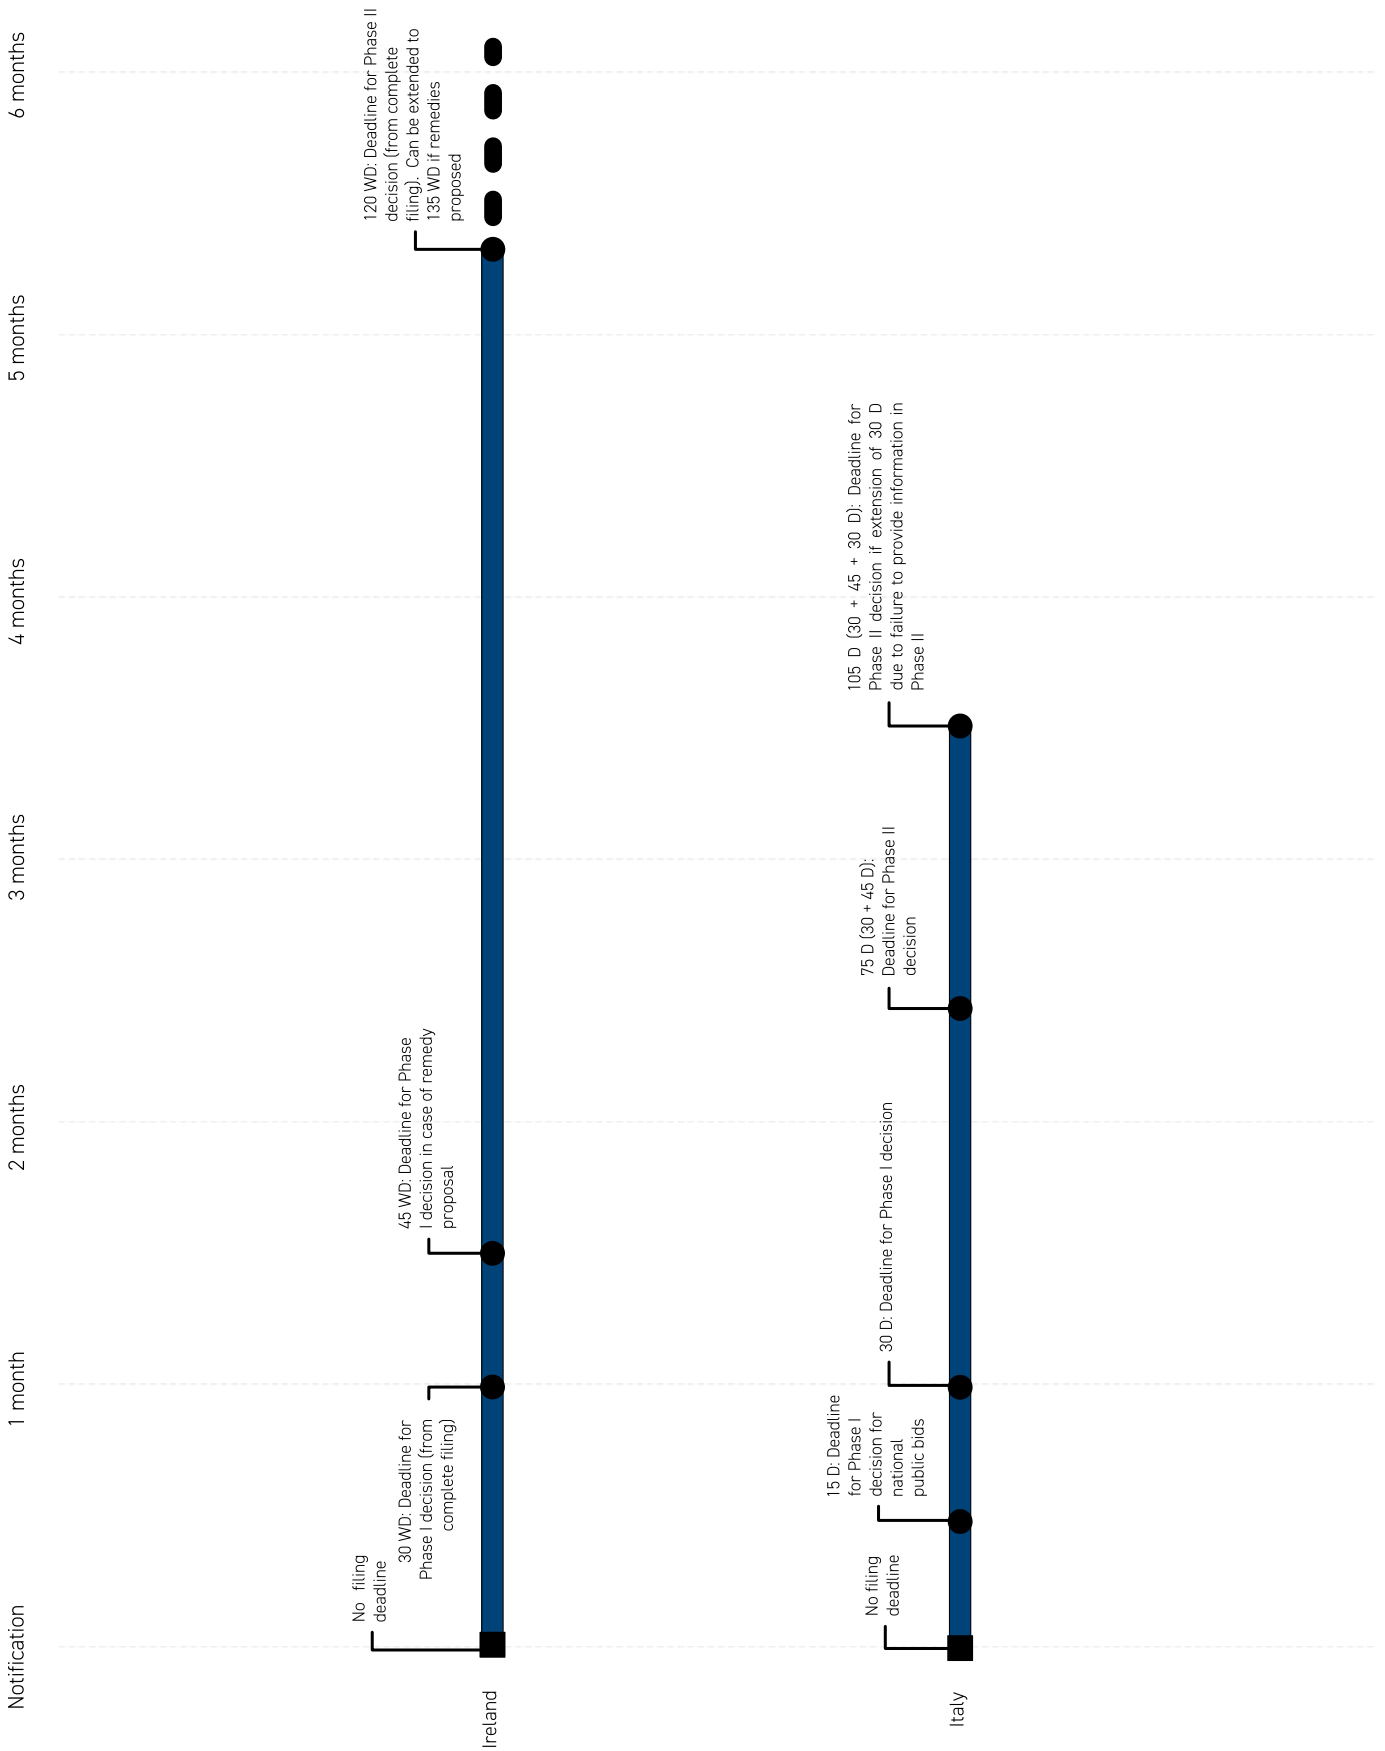 Notification
1 month
2 months
3 months
4 months
5 months
6 months
Ireland
No filing
deadline
30 WD: Deadline for
Phase I decision (from
complete filing)
45 WD: Deadline for Phase
I decision in case of remedy
proposal
120 WD: Deadline for Phase II
decision (from complete
filing). Can be extended to
135 WD if remedies
proposed
Italy
No filing
deadline
15 D: Deadline
for Phase I
decision for
national
public bids
30 D: Deadline for Phase I decision
75 D (30 + 45 D):
Deadline for Phase II
decision
105 D (30 + 45 + 30 D): Deadline for
Phase II decision if extension of 30 D
due to failure to provide information in
Phase II